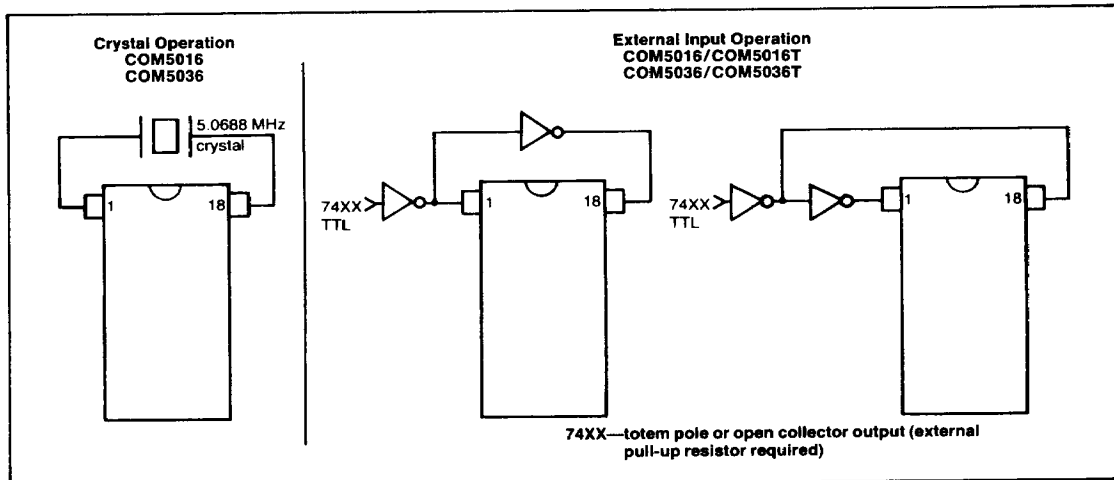 Crystal Operation
COM5016
COM5036
5.0688 MHz
crystal
1
18
External Input Operation
COM5016/COM5016T
COM5036/COM5036T
74XX
TTL
1
18
74XX
TTL
1
18
74XX—totem pole or open collector output (external
pull-up resistor required)